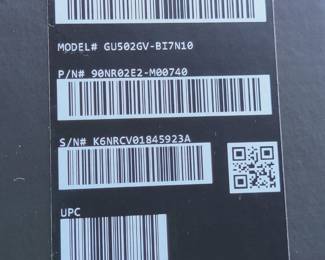 MODEL# GU502GV-BI7N10
P/N# 90NR02E2-M00740
S/N# K6NRCV01845923A
UPC